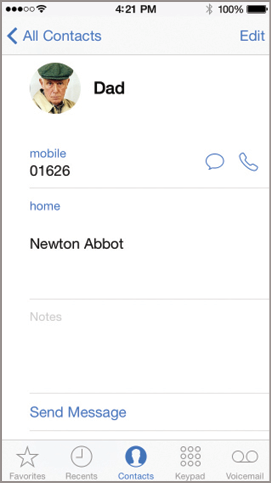 4:21 PM 100%
All Contacts Edit
Dad
mobile
01626
home
Newton Abbot
Notes
Send Message
Favorites Recents Contacts Keypad Voicemail